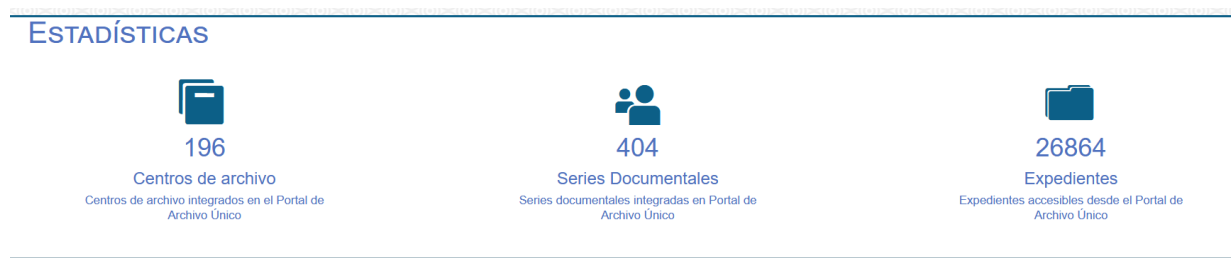 ESTADÍSTICAS
196
Centros de archivo
Centros de archivo integrados en el Portal de
Archivo Único
404
Series Documentales
Series documentales integradas en Portal de
Archivo Único
26864
Expedientes
Expedientes accesibles desde el Portal de
Archivo Único